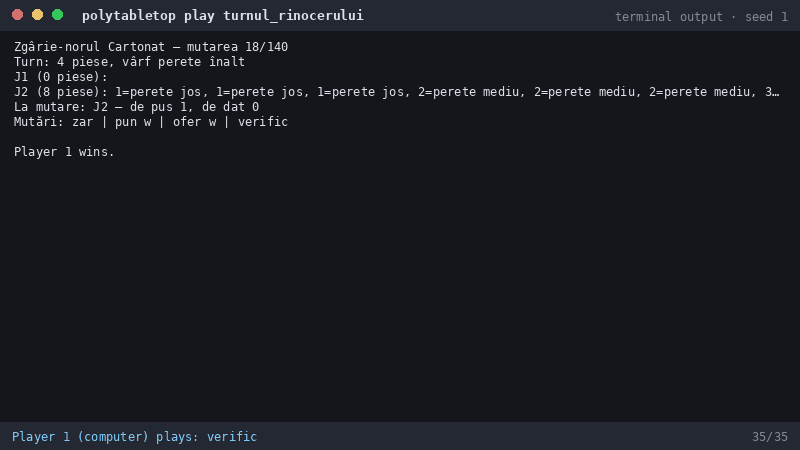 polytabletop play turnul_rinocerului
terminal output · seed 1
Zgârie-norul Cartonat — mutarea 18/140
Turn: 4 piese, vârf perete înalt
J1 (0 piese):
J2 (8 piese): 1=perete jos, 1=perete jos, 1=perete jos, 2=perete mediu, 2=perete mediu, 2=perete mediu, 3…
La mutare: J2 — de pus 1, de dat 0
Mutări: zar | pun w | ofer w | verific
Player 1 wins.
Player 1 (computer) plays: verific
35/35